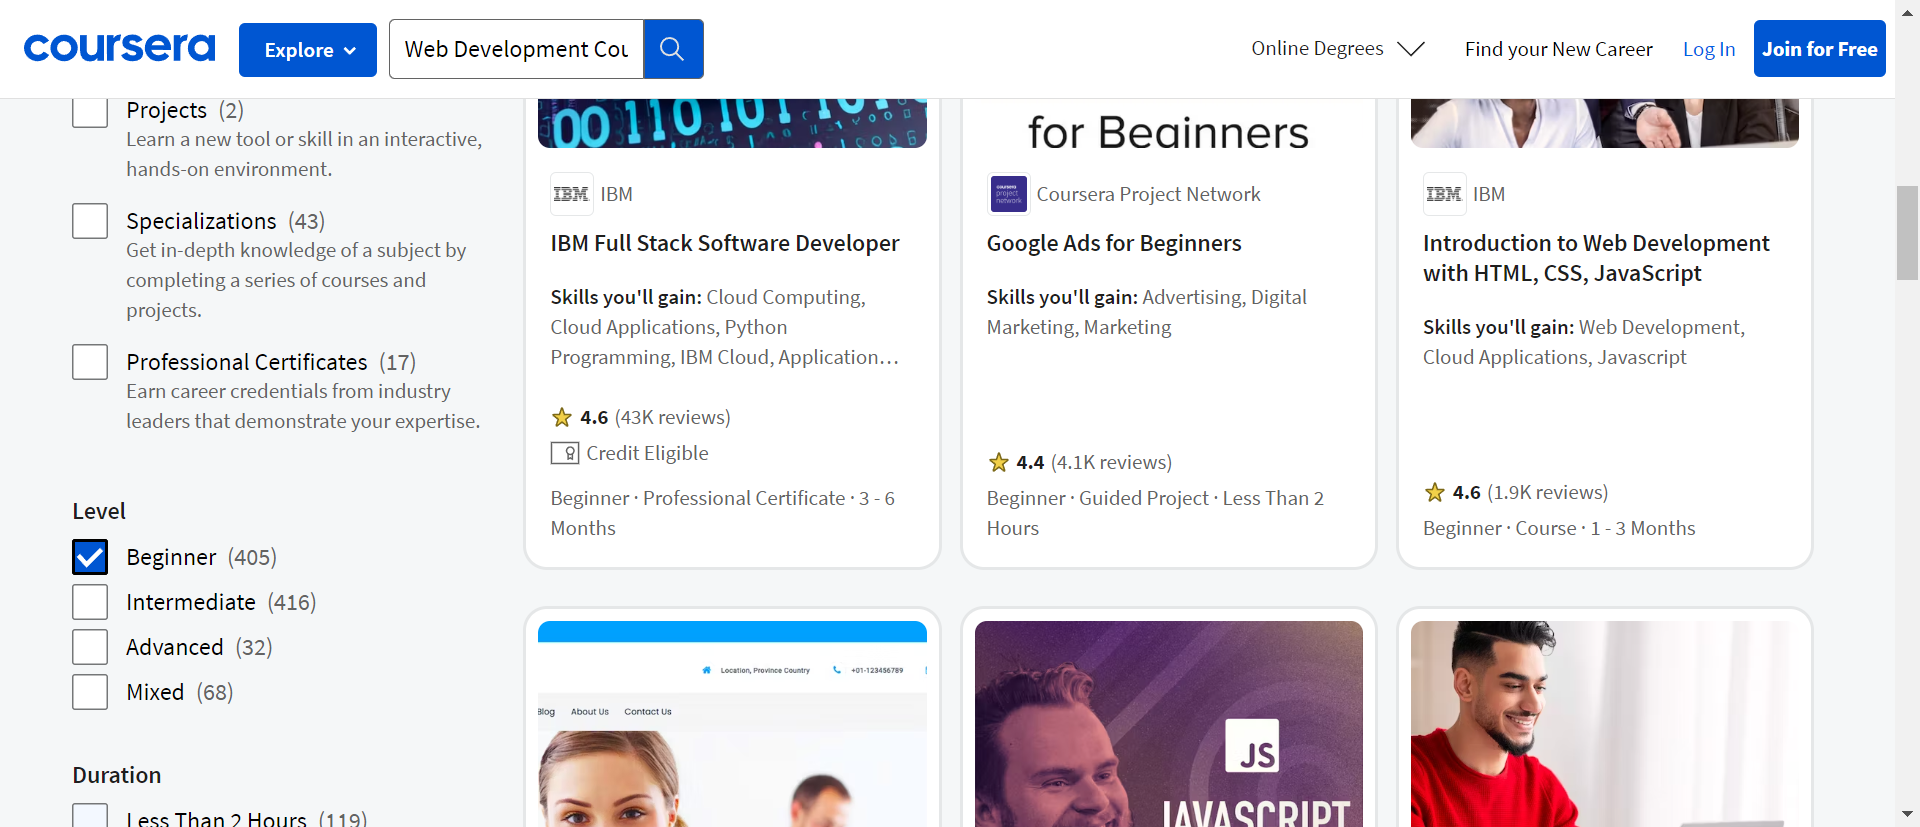 coursera
Explore
Web Development Cou
Online Degrees
Find your New Career
Log In
Join for Free
Projects (2)
Learn a new tool or skill in an interactive,
hands-on environment.
Specializations (43)
Get in-depth knowledge of a subject by
completing a series of courses and
projects.
Professional Certificates (17)
Earn career credentials from industry
leaders that demonstrate your expertise.
Level
Beginner (405)
Intermediate (416)
Advanced (32)
Mixed (68)
Duration
Less Than 2 Hours (119)
IBM IBM
IBM Full Stack Software Developer
Skills you'll gain: Cloud Computing,
Cloud Applications, Python
Programming, IBM Cloud, Application...
4.6 (43K reviews)
Credit Eligible
Beginner · Professional Certificate · 3 - 6
Months
for Beginners
coursera
project
network
Coursera Project Network
Google Ads for Beginners
Skills you'll gain: Advertising, Digital
Marketing, Marketing
4.4 (4.1K reviews)
Beginner · Guided Project · Less Than 2
Hours
IBM IBM
Introduction to Web Development
with HTML, CSS, JavaScript
Skills you'll gain: Web Development,
Cloud Applications, Javascript
4.6 (1.9K reviews)
Beginner · Course · 1 - 3 Months
Location, Province Country
+01-123456789
Blog About Us Contact Us
JS
JAVASCRIPT